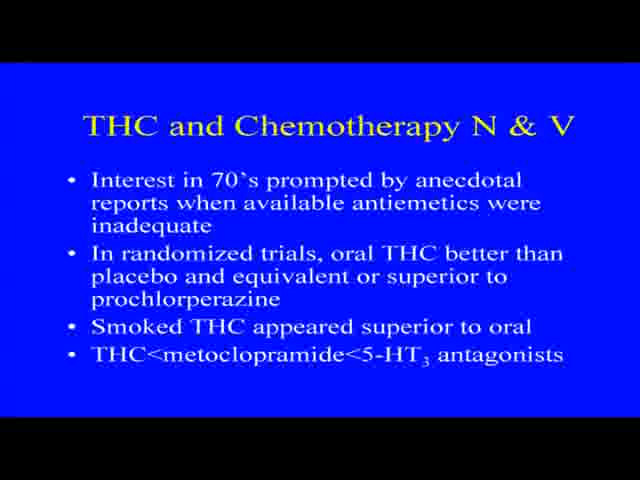 THC and Chemotherapy N & V
• Interest in 70's prompted by anecdotal
reports when available antiemetics were
inadequate
• In randomized trials, oral THC better than
placebo and equivalent or superior to
prochlorperazine
• Smoked THC appeared superior to oral
• THC<metoclopramide<5-HT₃ antagonists